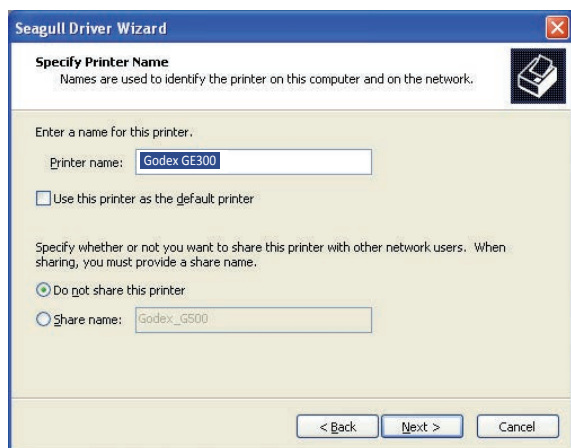 Seagull Driver Wizard
Specify Printer Name
Names are used to identify the printer on this computer and on the network.
Enter a name for this printer.
Printer name: Godex GE300
Use this printer as the default printer
Specify whether or not you want to share this printer with other network users. When
sharing, you must provide a share name.
Do not share this printer
Share name: Godex_G500
< Back Next > Cancel